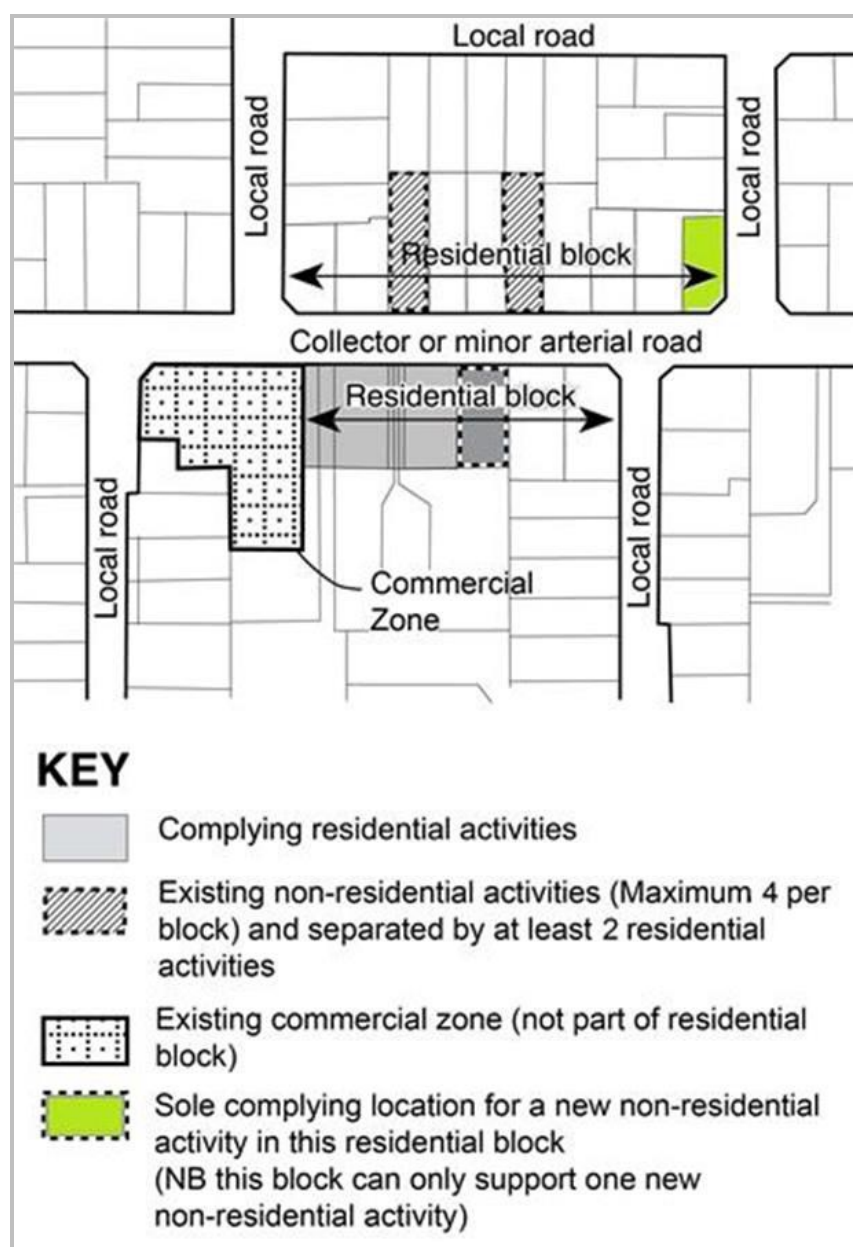 Local road
Local road
Local road
Residential block
Collector or minor arterial road
Residential block
Local road
Local road
Commercial
Zone
KEY
Complying residential activities
Existing non-residential activities (Maximum 4 per
block) and separated by at least 2 residential
activities
Existing commercial zone (not part of residential
block)
Sole complying location for a new non-residential
activity in this residential block
(NB this block can only support one new
non-residential activity)